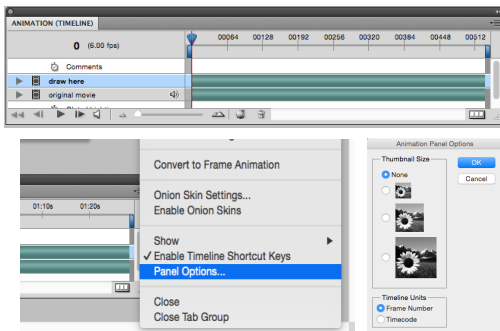 ANIMATION (TIMELINE)
0 (6.00 fps)
00064 00128 00192 00256 00320 00384 00448 00512
Comments
draw here
original movie
Convert to Frame Animation
Onion Skin Settings...
Enable Onion Skins
Show
✓ Enable Timeline Shortcut Keys
Panel Options...
Close
Close Tab Group
01:10s 01:20s
Animation Panel Options
Thumbnail Size
None
OK
Cancel
Timeline Units
Frame Number
Timecode